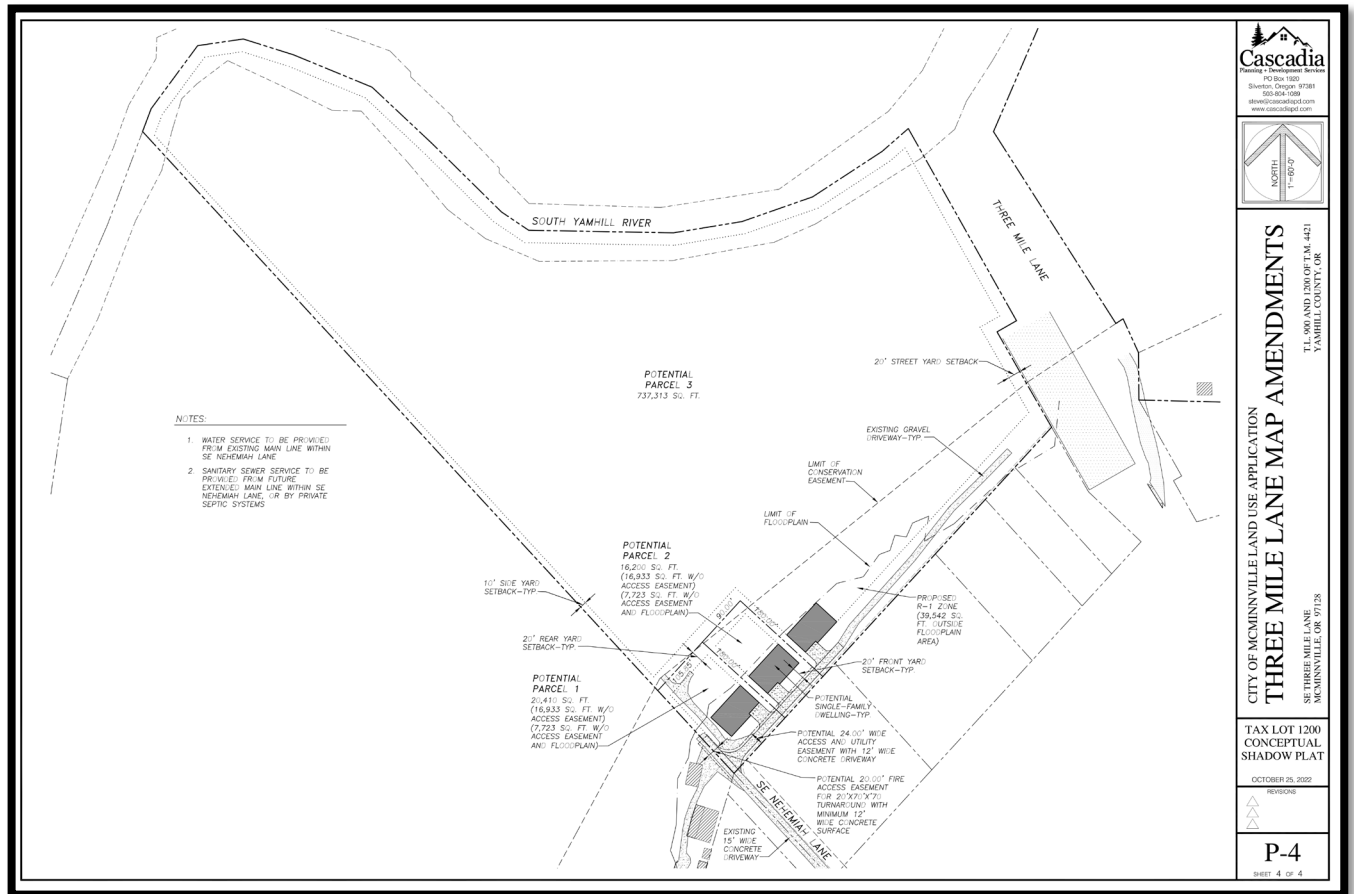 SOUTH YAMHILL RIVER
THREE MILE LANE
20' STREET YARD SETBACK
POTENTIAL
PARCEL 3
737,313 SQ. FT.
NOTES:
1. WATER SERVICE TO BE PROVIDED
FROM EXISTING MAIN LINE WITHIN
SE NEHEMIAH LANE
2. SANITARY SEWER SERVICE TO BE
PROVIDED FROM FUTURE
EXTENDED MAIN LINE WITHIN SE
NEHEMIAH LANE, OR BY PRIVATE
SEPTIC SYSTEMS
EXISTING GRAVEL
DRIVEWAY-TYP.
LIMIT OF
CONSERVATION
EASEMENT
LIMIT OF
FLOODPLAIN
POTENTIAL
PARCEL 2
16,200 SQ. FT.
(16,933 SQ. FT. W/O
ACCESS EASEMENT)
(7,723 SQ. FT. W/O
ACCESS EASEMENT
AND FLOODPLAIN)
10' SIDE YARD
SETBACK-TYP.
20' REAR YARD
SETBACK-TYP.
PROPOSED
R-1 ZONE
(39,542 SQ.
FT. OUTSIDE
FLOODPLAIN
AREA)
20' FRONT YARD
SETBACK-TYP.
POTENTIAL
PARCEL 1
20,410 SQ. FT.
(16,933 SQ. FT. W/O
ACCESS EASEMENT)
(7,723 SQ. FT. W/O
ACCESS EASEMENT
AND FLOODPLAIN)
POTENTIAL
SINGLE-FAMILY
DWELLING-TYP.
POTENTIAL 24.00' WIDE
ACCESS AND UTILITY
EASEMENT WITH 12' WIDE
CONCRETE DRIVEWAY
POTENTIAL 20.00' FIRE
ACCESS EASEMENT
FOR 20'X70'X'70
TURNAROUND WITH
MINIMUM 12'
WIDE CONCRETE
SURFACE
SE NEHEMIAH LANE
EXISTING
15' WIDE
CONCRETE
DRIVEWAY
Cascadia
Planning + Development Services
PO Box 1920
Silverton, Oregon 97381
503-804-1089
steve@cascadiapd.com
www.cascadiapd.com
NORTH
1"=60'-0"
CITY OF MCMINNVILLE LAND USE APPLICATION
THREE MILE LANE MAP AMENDMENTS
T.L. 900 AND 1200 OF T.M. 4421
YAMHILL COUNTY, OR
SE THREE MILE LANE
MCMINNVILLE, OR 97128
TAX LOT 1200
CONCEPTUAL
SHADOW PLAT
OCTOBER 25, 2022
REVISIONS
P-4
SHEET 4 OF 4